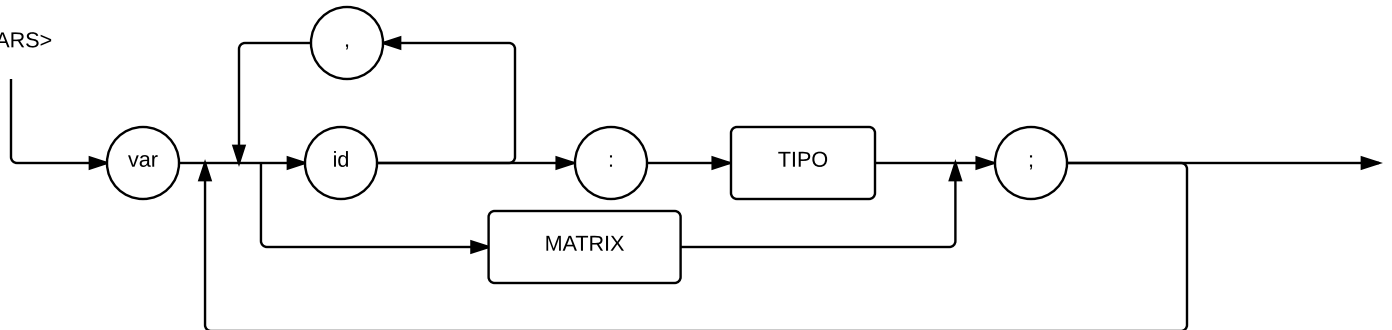 ARS>
,
var
id
:
TIPO
;
MATRIX